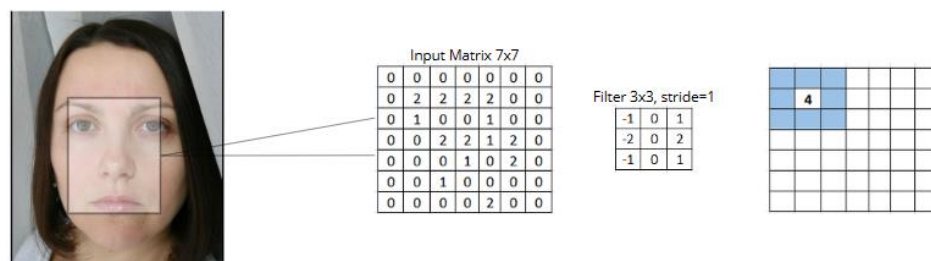 Input Matrix 7x7
0 0 0 0 0 0 0
0 2 2 2 2 0 0
0 1 0 0 1 0 0
0 0 2 2 1 2 0
0 0 0 1 0 2 0
0 0 1 0 0 0 0
0 0 0 0 2 0 0
Filter 3x3, stride=1
-1 0 1
-2 0 2
-1 0 1
4